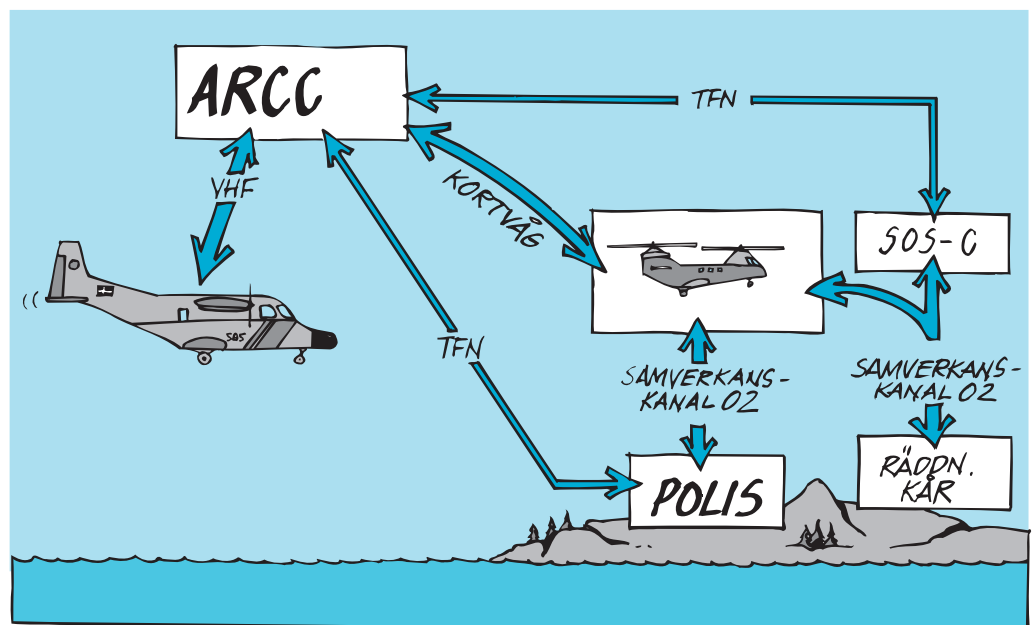 ARCC
TFN
VHF
KORTVÅG
SOS-C
SOS
TFN
SAMVERKANS-
KANAL 02
SAMVERKANS-
KANAL 02
POLIS
RÄDDN.
KÅR